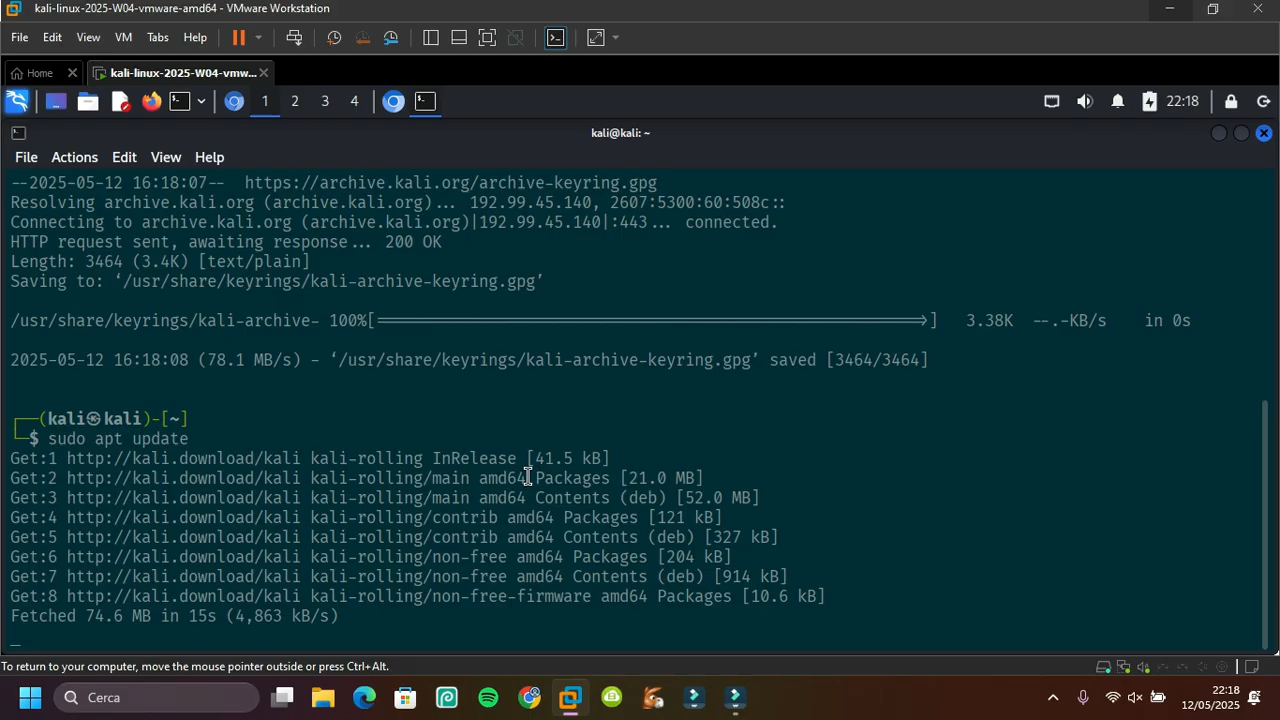 kali-linux-2025-W04-vmware-amd64 - VMware Workstation
File Edit View VM Tabs Help
Home kali-linux-2025-W04-vmw...
1 2 3 4 22:18
kali@kali: ~
File Actions Edit View Help
--2025-05-12 16:18:07-- https://archive.kali.org/archive-keyring.gpg
Resolving archive.kali.org (archive.kali.org)... 192.99.45.140, 2607:5300:60:508c::
Connecting to archive.kali.org (archive.kali.org)|192.99.45.140|:443... connected.
HTTP request sent, awaiting response... 200 OK
Length: 3464 (3.4K) [text/plain]
Saving to: ‘/usr/share/keyrings/kali-archive-keyring.gpg’
/usr/share/keyrings/kali-archive- 100%[===================================================>] 3.38K --.-KB/s in 0s
2025-05-12 16:18:08 (78.1 MB/s) - ‘/usr/share/keyrings/kali-archive-keyring.gpg’ saved [3464/3464]
┌──(kali㉿kali)-[~]
└─$ sudo apt update
Get:1 http://kali.download/kali kali-rolling InRelease [41.5 kB]
Get:2 http://kali.download/kali kali-rolling/main amd64 Packages [21.0 MB]
Get:3 http://kali.download/kali kali-rolling/main amd64 Contents (deb) [52.0 MB]
Get:4 http://kali.download/kali kali-rolling/contrib amd64 Packages [121 kB]
Get:5 http://kali.download/kali kali-rolling/contrib amd64 Contents (deb) [327 kB]
Get:6 http://kali.download/kali kali-rolling/non-free amd64 Packages [204 kB]
Get:7 http://kali.download/kali kali-rolling/non-free amd64 Contents (deb) [914 kB]
Get:8 http://kali.download/kali kali-rolling/non-free-firmware amd64 Packages [10.6 kB]
Fetched 74.6 MB in 15s (4,863 kB/s)
To return to your computer, move the mouse pointer outside or press Ctrl+Alt.
Cerca
22:18
12/05/2025